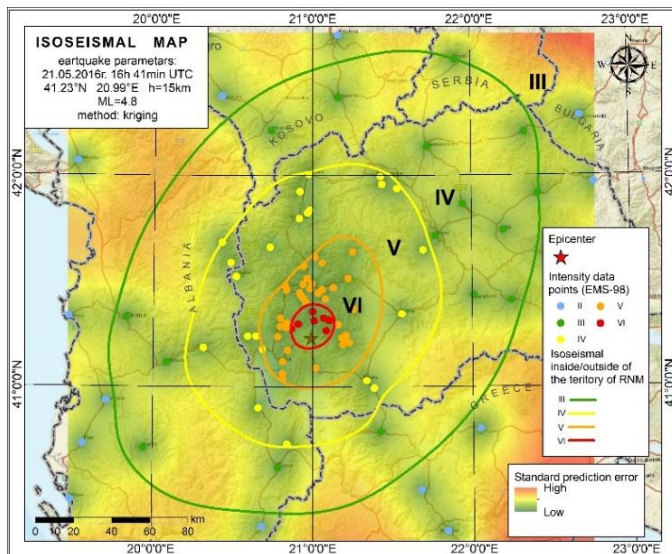 20°0'0"E 21°0'0"E 22°0'0"E 23°0'0"E
ISOSEISMAL MAP
eartquake parametars:
21.05.2016г. 16h 41min UTC
41.23°N 20.99°E h=15km
ML=4.8
method: kriging
III
SERBIA
KOSOVO
BULGARIA
42°0'0"N
42°0'0"N
IV
V
ALBANIA
VI
41°0'0"N
41°0'0"N
GREECE
W E
S
Epicenter
Intensity data
points (EMS-98)
II V
III VI
IV
Isoseismal
inside/outside of
the teritory of RNM
III
IV
V
VI
Standard prediction error
High
Low
0 10 20 40 60 80
km
20°0'0"E 21°0'0"E 22°0'0"E 23°0'0"E